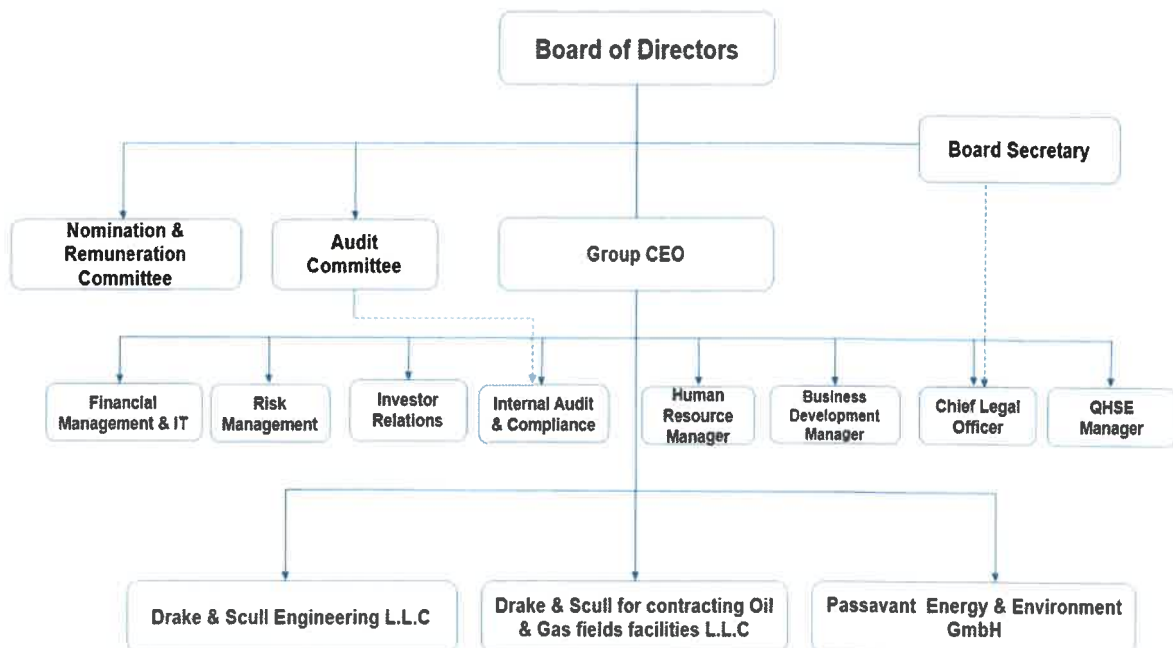 Board of Directors
Board Secretary
Nomination &
Remuneration
Committee
Audit
Committee
Group CEO
Financial
Management & IT
Risk
Management
Investor
Relations
Internal Audit
& Compliance
Human
Resource
Manager
Business
Development
Manager
Chief Legal
Officer
QHSE
Manager
Drake & Scull Engineering L.L.C
Drake & Scull for contracting Oil
& Gas fields facilities L.L.C
Passavant Energy & Environment
GmbH